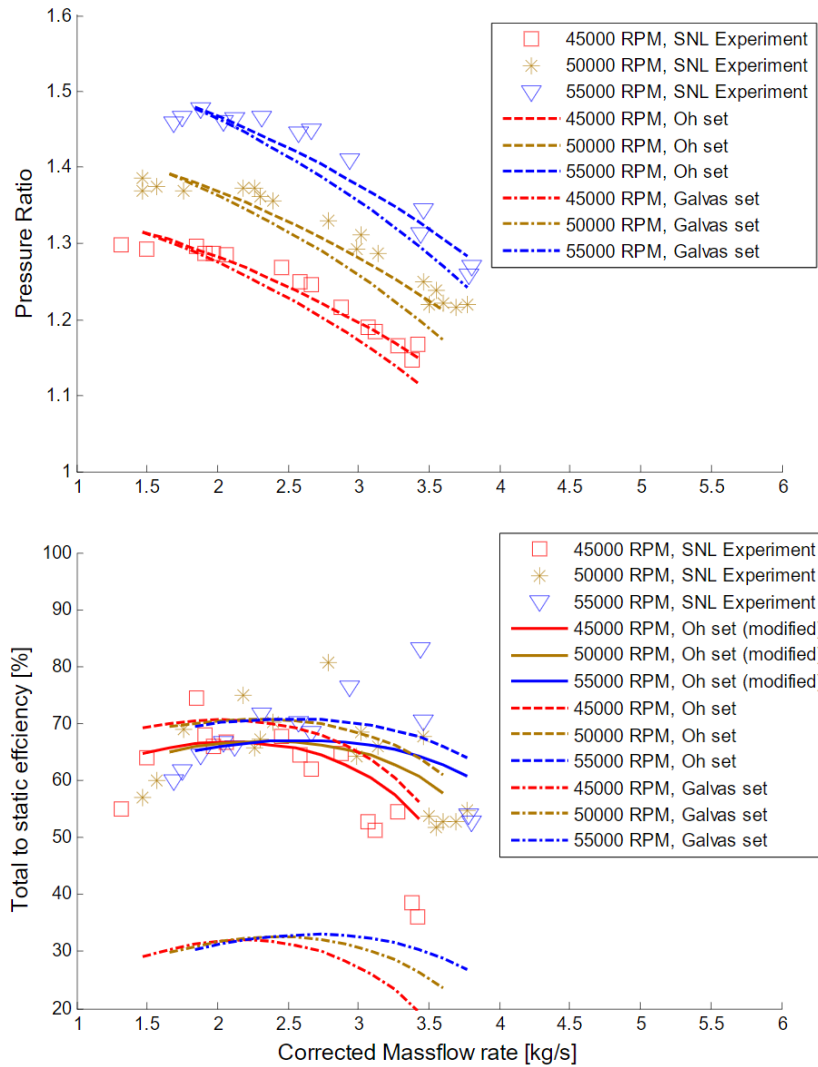 1.6
1.5
1.4
1.3
1.2
1.1
1
Pressure Ratio
1 1.5 2 2.5 3 3.5 4 4.5 5 5.5 6
45000 RPM, SNL Experiment
50000 RPM, SNL Experiment
55000 RPM, SNL Experiment
45000 RPM, Oh set
50000 RPM, Oh set
55000 RPM, Oh set
45000 RPM, Galvas set
50000 RPM, Galvas set
55000 RPM, Galvas set
100
90
80
70
60
50
40
30
20
Total to static effciency [%]
1 1.5 2 2.5 3 3.5 4 4.5 5 5.5 6
Corrected Massflow rate [kg/s]
45000 RPM, SNL Experiment
50000 RPM, SNL Experiment
55000 RPM, SNL Experiment
45000 RPM, Oh set (modified)
50000 RPM, Oh set (modified)
55000 RPM, Oh set (modified)
45000 RPM, Oh set
50000 RPM, Oh set
55000 RPM, Oh set
45000 RPM, Galvas set
50000 RPM, Galvas set
55000 RPM, Galvas set